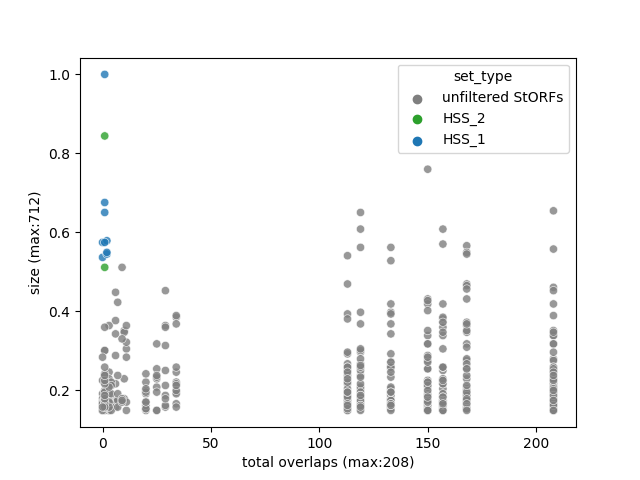 set_type
unfiltered StORFs
HSS_2
HSS_1
1.0
0.8
0.6
0.4
0.2
size (max:712)
0
50
100
150
200
total overlaps (max:208)